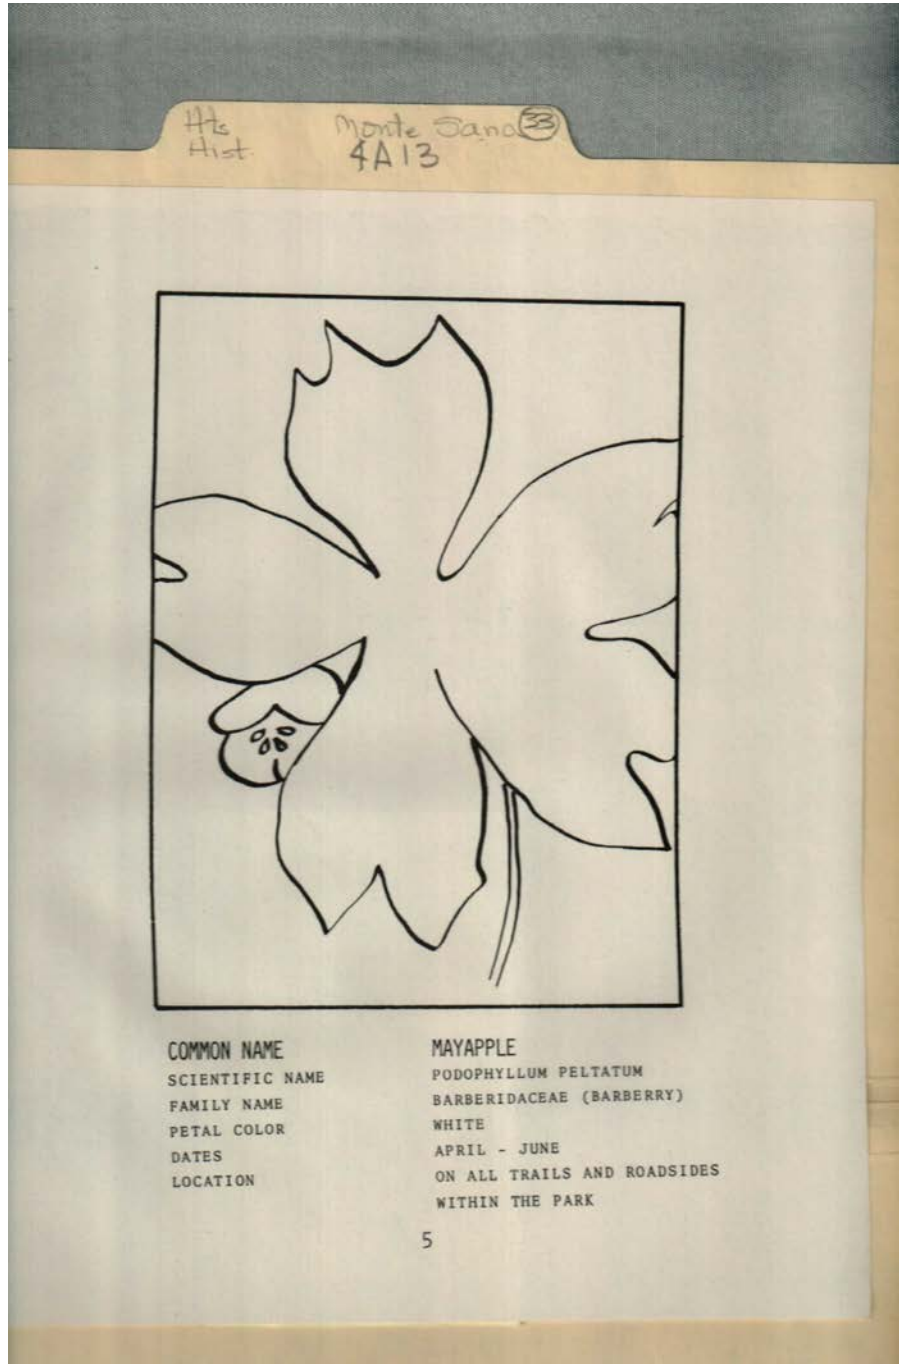 Hts Monte Sano 33
Hist. 4A13
COMMON NAME MAYAPPLE
SCIENTIFIC NAME PODOPHYLLUM PELTATUM
FAMILY NAME BARBERIDACEAE (BARBERRY)
PETAL COLOR WHITE
DATES APRIL - JUNE
LOCATION ON ALL TRAILS AND ROADSIDES
WITHIN THE PARK
5